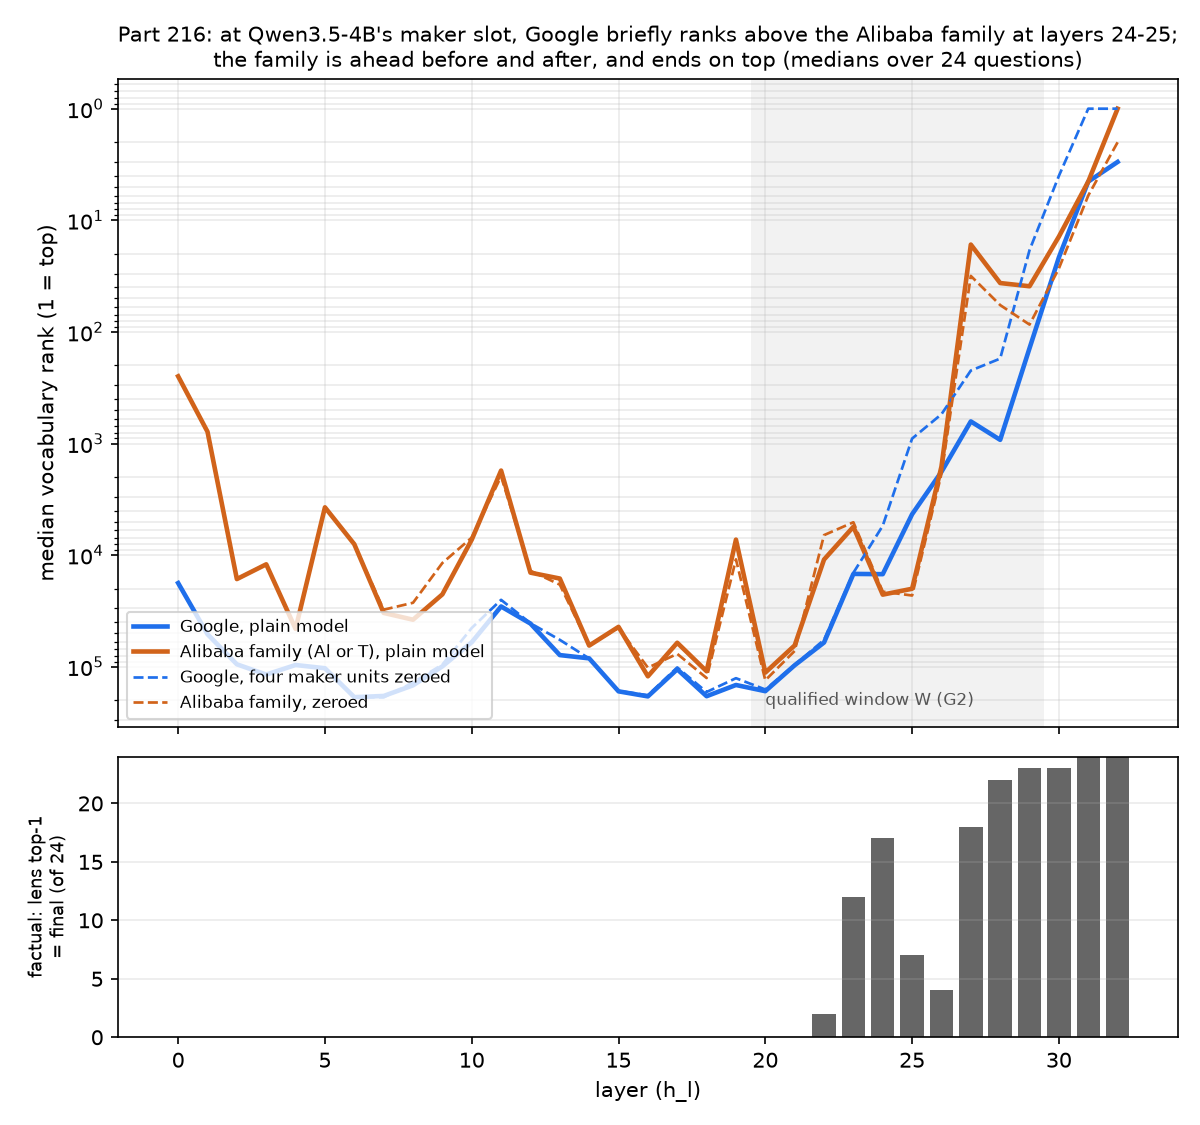 Part 216: at Qwen3.5-4B's maker slot, Google briefly ranks above the Alibaba family at layers 24-25;
the family is ahead before and after, and ends on top (medians over 24 questions)
median vocabulary rank (1 = top)
10⁰
10¹
10²
10³
10⁴
10⁵
Google, plain model
Alibaba family (Al or T), plain model
Google, four maker units zeroed
Alibaba family, zeroed
qualified window W (G2)
factual: lens top-1
= final (of 24)
20
15
10
5
0
0 5 10 15 20 25 30
layer (h_l)